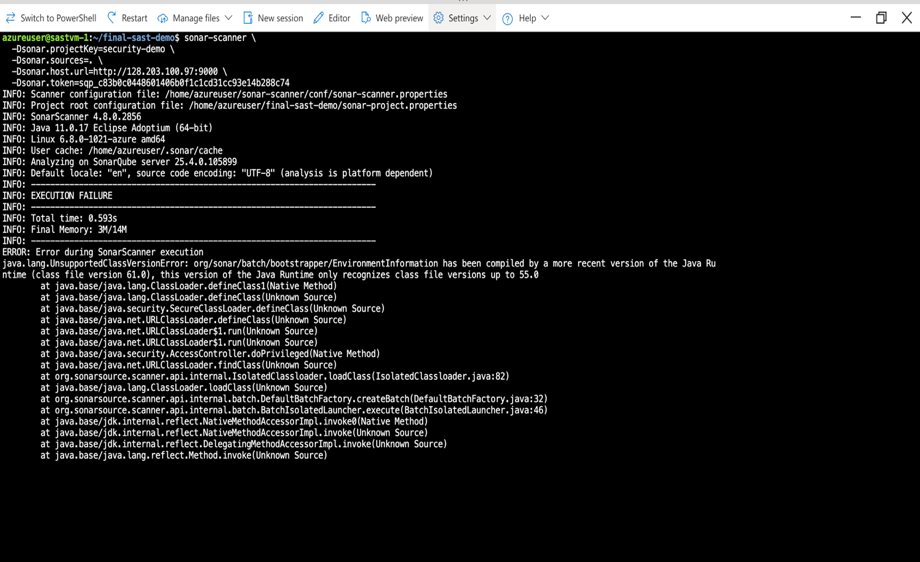 Switch to PowerShell Restart Manage files New session Editor Web preview Settings Help
azureuser@sastvm-1:~/final-sast-demo$ sonar-scanner \
-Dsonar.projectKey=security-demo \
-Dsonar.sources=. \
-Dsonar.host.url=http://128.203.100.97:9000 \
-Dsonar.token=sqp_c83b0c0448601406b0f1c1cd31cc93e14b288c74
INFO: Scanner configuration file: /home/azureuser/sonar-scanner/conf/sonar-scanner.properties
INFO: Project root configuration file: /home/azureuser/final-sast-demo/sonar-project.properties
INFO: SonarScanner 4.8.0.2856
INFO: Java 11.0.17 Eclipse Adoptium (64-bit)
INFO: Linux 6.8.0-1021-azure amd64
INFO: User cache: /home/azureuser/.sonar/cache
INFO: Analyzing on SonarQube server 25.4.0.105899
INFO: Default locale: "en", source code encoding: "UTF-8" (analysis is platform dependent)
INFO: ------------------------------------------------------------------------
INFO: EXECUTION FAILURE
INFO: ------------------------------------------------------------------------
INFO: Total time: 0.593s
INFO: Final Memory: 3M/14M
INFO: ------------------------------------------------------------------------
ERROR: Error during SonarScanner execution
java.lang.UnsupportedClassVersionError: org/sonar/batch/bootstrapper/EnvironmentInformation has been compiled by a more recent version of the Java Ru
ntime (class file version 61.0), this version of the Java Runtime only recognizes class file versions up to 55.0
at java.base/java.lang.ClassLoader.defineClass1(Native Method)
at java.base/java.lang.ClassLoader.defineClass(Unknown Source)
at java.base/java.security.SecureClassLoader.defineClass(Unknown Source)
at java.base/java.net.URLClassLoader.defineClass(Unknown Source)
at java.base/java.net.URLClassLoader$1.run(Unknown Source)
at java.base/java.net.URLClassLoader$1.run(Unknown Source)
at java.base/java.security.AccessController.doPrivileged(Native Method)
at java.base/java.net.URLClassLoader.findClass(Unknown Source)
at org.sonarsource.scanner.api.internal.IsolatedClassloader.loadClass(IsolatedClassloader.java:82)
at java.base/java.lang.ClassLoader.loadClass(Unknown Source)
at org.sonarsource.scanner.api.internal.batch.DefaultBatchFactory.createBatch(DefaultBatchFactory.java:32)
at org.sonarsource.scanner.api.internal.batch.BatchIsolatedLauncher.execute(BatchIsolatedLauncher.java:46)
at java.base/jdk.internal.reflect.NativeMethodAccessorImpl.invoke0(Native Method)
at java.base/jdk.internal.reflect.NativeMethodAccessorImpl.invoke(Unknown Source)
at java.base/jdk.internal.reflect.DelegatingMethodAccessorImpl.invoke(Unknown Source)
at java.base/java.lang.reflect.Method.invoke(Unknown Source)